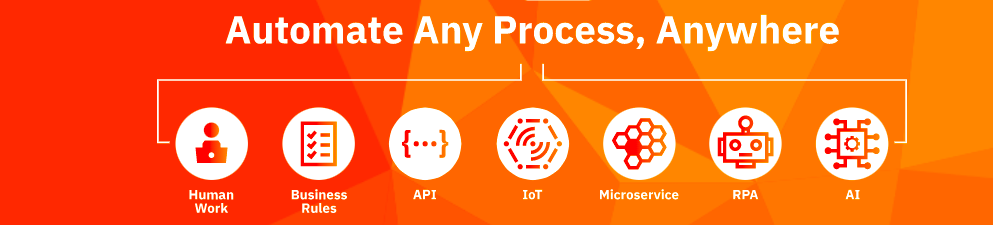 Automate Any Process, Anywhere
Human
Work
Business
Rules
API
IoT
Microservice
RPA
AI